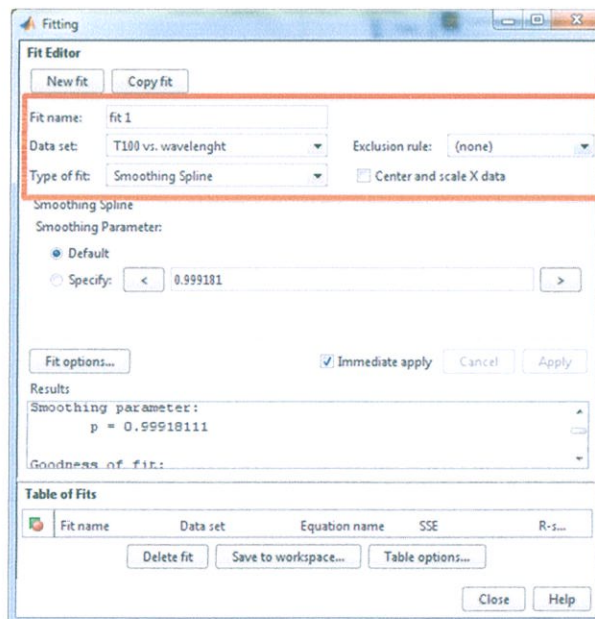 Fitting
Fit Editor
New fit Copy fit
Fit name: fit 1
Data set: T100 vs. wavelenght Exclusion rule: (none)
Type of fit: Smoothing Spline Center and scale X data
Smoothing Spline
Smoothing Parameter:
Default
Specify: < 0.999181 >
Fit options... Immediate apply Cancel Apply
Results
Smoothing parameter:
p = 0.99918111
Goodness of fit:
Table of Fits
Fit name Data set Equation name SSE R-s...
Delete fit Save to workspace... Table options...
Close Help